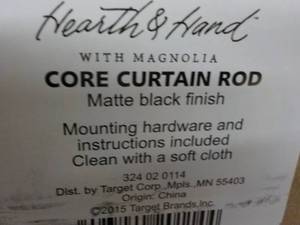 Hearth & Hand
WITH MAGNOLIA
CORE CURTAIN ROD
Matte black finish
Mounting hardware and
instructions included
Clean with a soft cloth
324 02 0114
Dist. by Target Corp.,Mpls.,MN 55403
Origin: China
©2015 Target Brands,Inc.